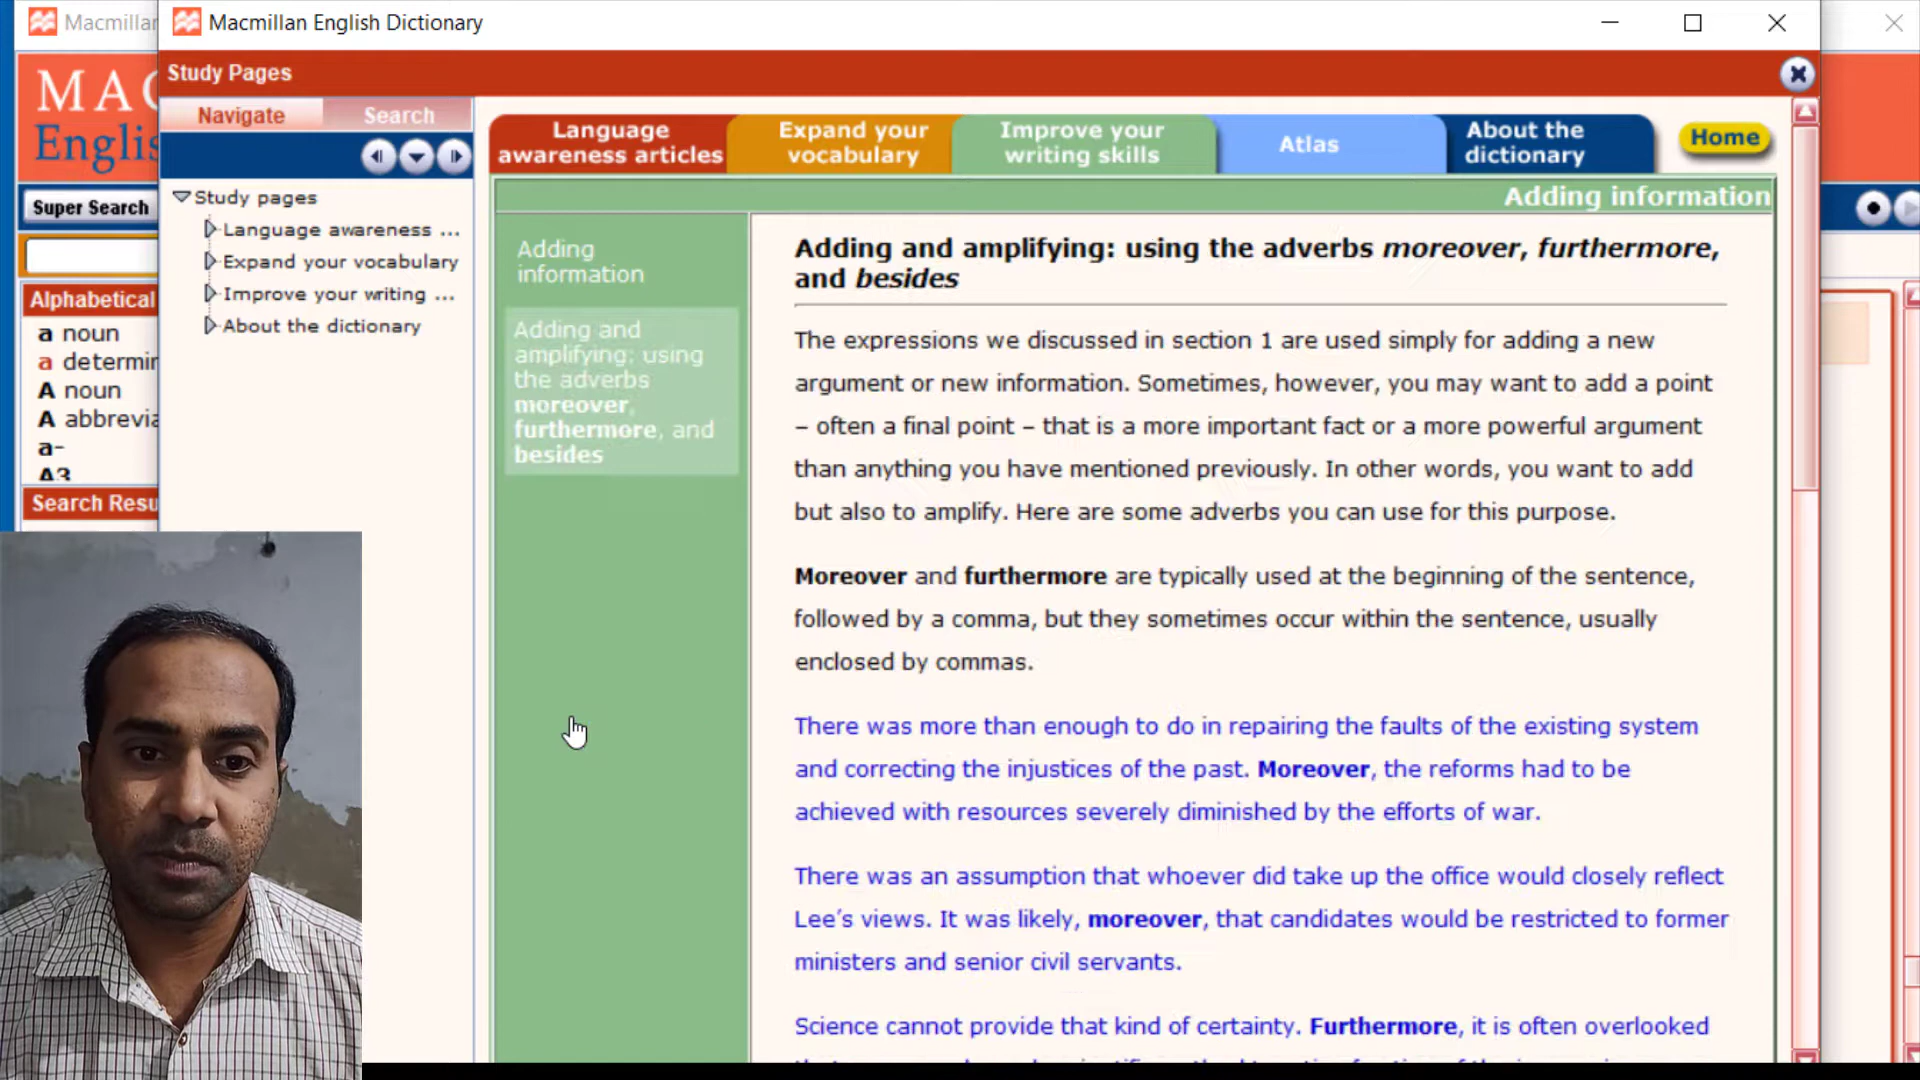 Macmillan
Macmillan English Dictionary
Study Pages
MAC
Englis
Navigate
Search
Super Search
Study pages
Language awareness ...
Expand your vocabulary
Improve your writing ...
About the dictionary
Alphabetical
a noun
a determin
A noun
A abbrevia
a-
A3
Search Resu
Language
awareness articles
Expand your
vocabulary
Improve your
writing skills
Atlas
About the
dictionary
Home
Adding information
Adding
information
Adding and
amplifying: using
the adverbs
moreover,
furthermore, and
besides
Adding and amplifying: using the adverbs moreover, furthermore,
and besides
The expressions we discussed in section 1 are used simply for adding a new
argument or new information. Sometimes, however, you may want to add a point
– often a final point – that is a more important fact or a more powerful argument
than anything you have mentioned previously. In other words, you want to add
but also to amplify. Here are some adverbs you can use for this purpose.
Moreover and furthermore are typically used at the beginning of the sentence,
followed by a comma, but they sometimes occur within the sentence, usually
enclosed by commas.
There was more than enough to do in repairing the faults of the existing system
and correcting the injustices of the past. Moreover, the reforms had to be
achieved with resources severely diminished by the efforts of war.
There was an assumption that whoever did take up the office would closely reflect
Lee's views. It was likely, moreover, that candidates would be restricted to former
ministers and senior civil servants.
Science cannot provide that kind of certainty. Furthermore, it is often overlooked